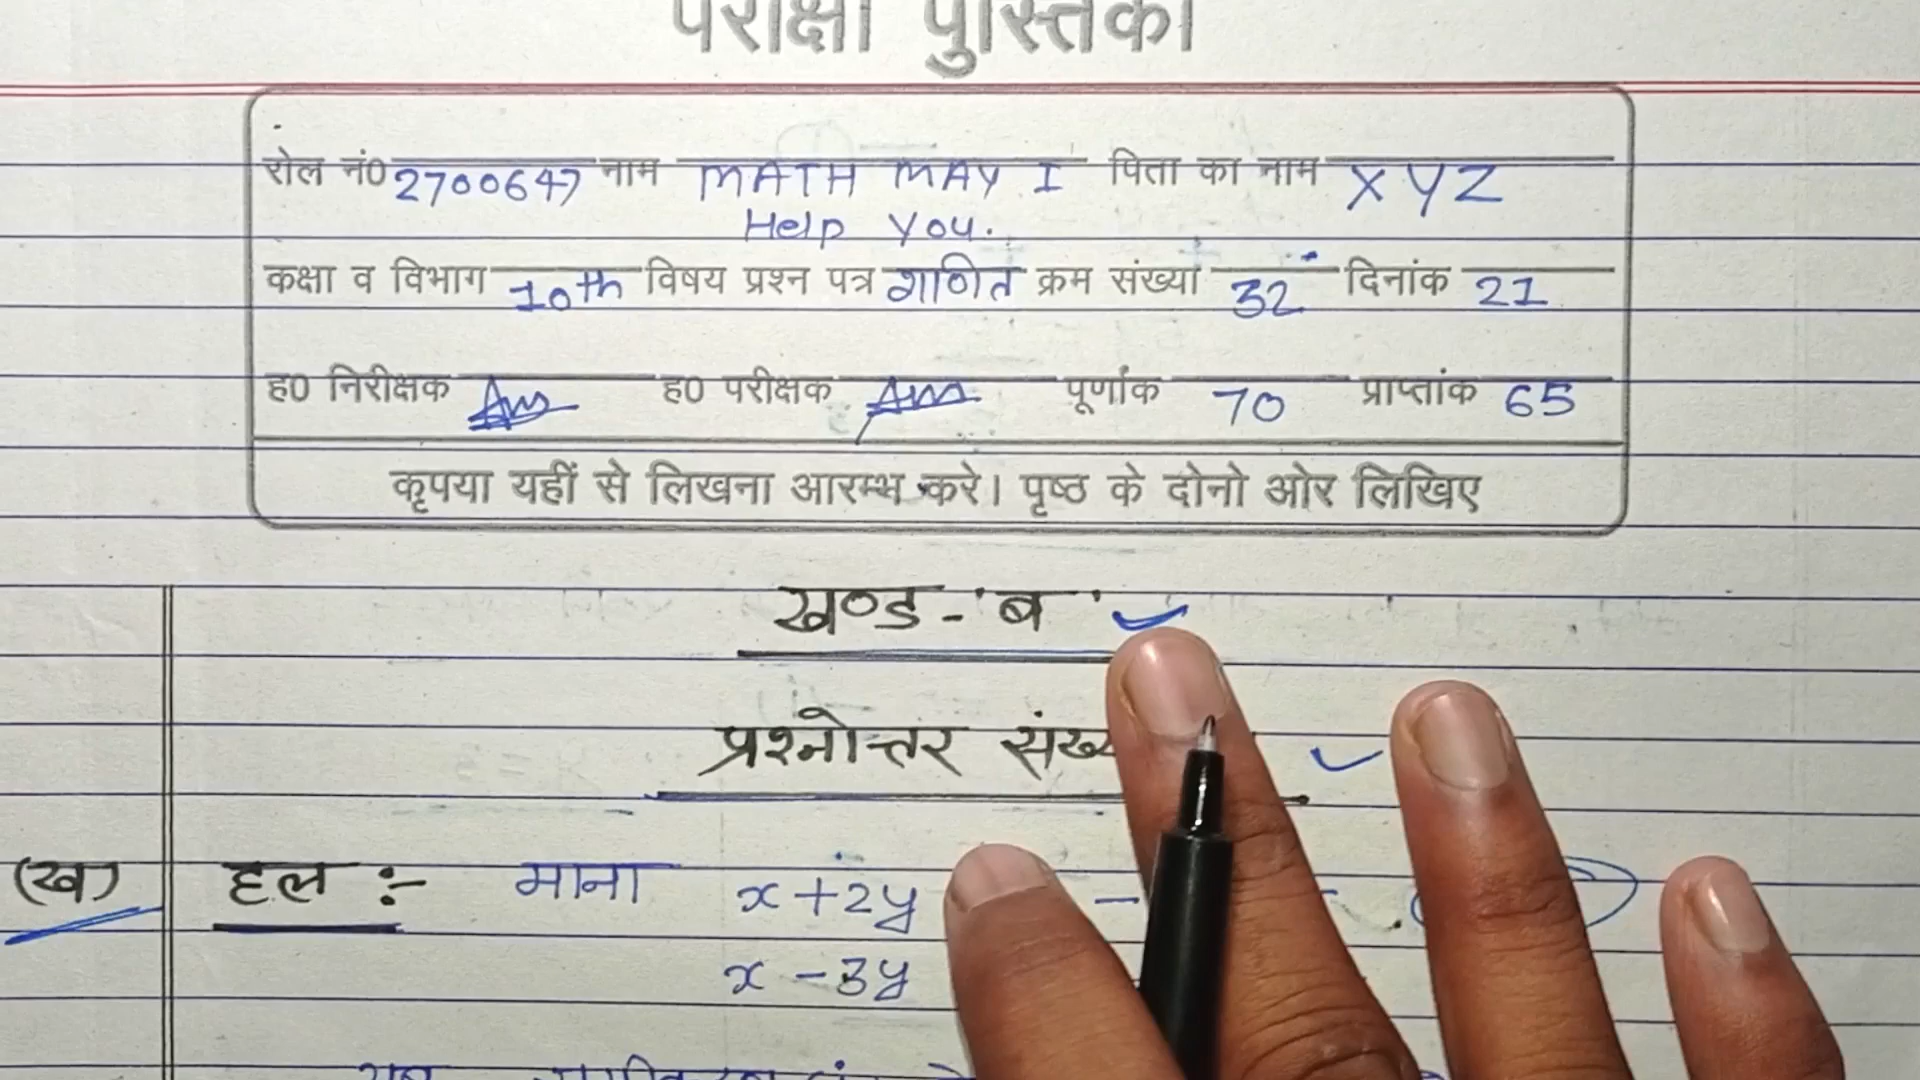 परीक्षा पुस्तिका
रोल नं0 2700647 नाम MATH MAY I पिता का नाम XYZ
Help You.
कक्षा व विभाग 10th विषय प्रश्न पत्र गणित क्रम संख्या 32 दिनांक 21
ह0 निरीक्षक ह0 परीक्षक पूर्णांक 70 प्राप्तांक 65
कृपया यहीं से लिखना आरम्भ करे। पृष्ठ के दोनो ओर लिखिए
खण्ड - 'ब'
प्रश्नोत्तर
(ख) हल :- माना x + 2y
x - 3y